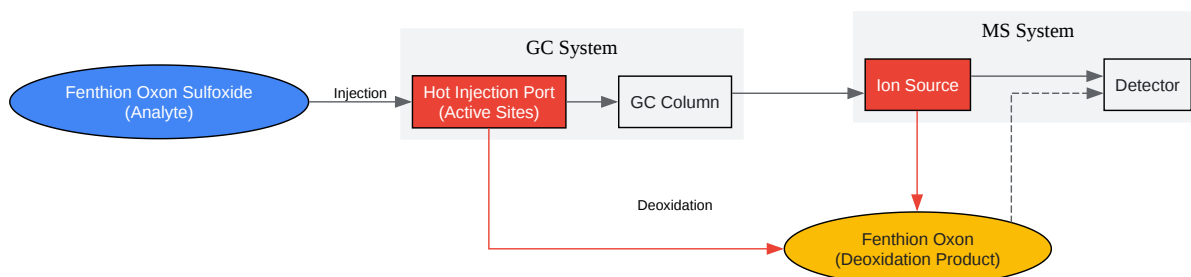 GC System
MS System
Fenthion Oxon Sulfoxide
(Analyte)
Injection
Hot Injection Port
(Active Sites)
GC Column
Ion Source
Detector
Deoxidation
Fenthion Oxon
(Deoxidation Product)